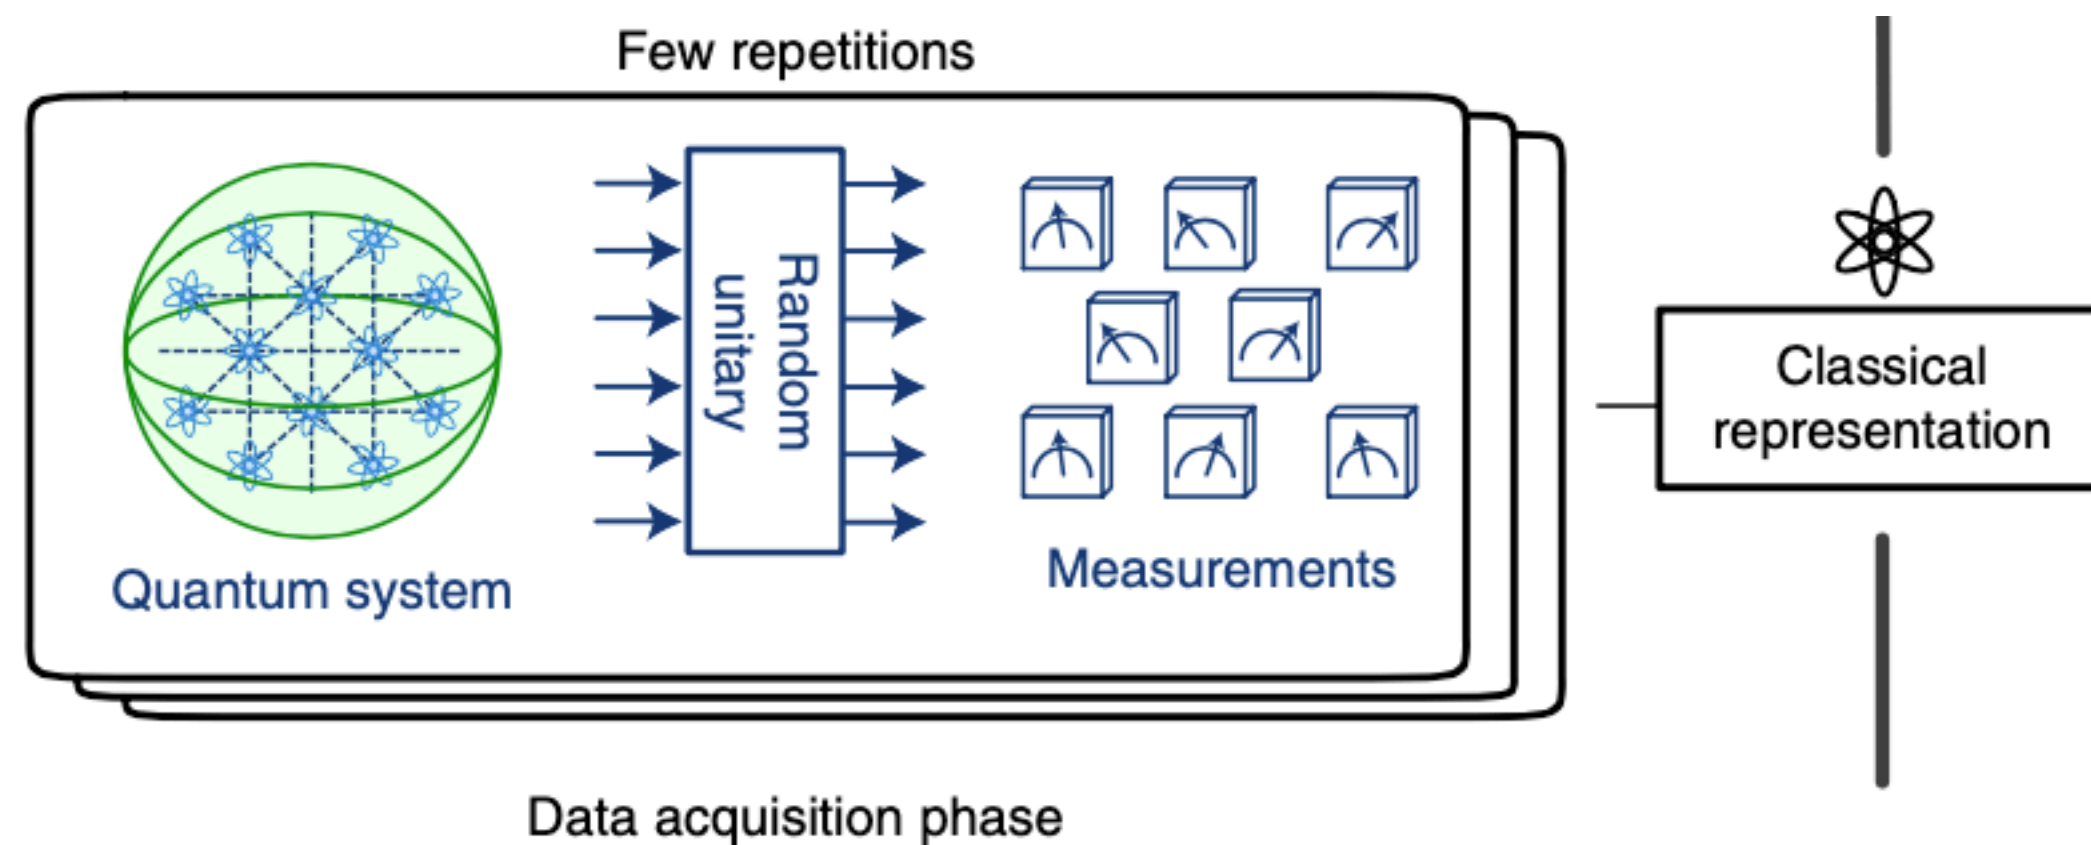 Few repetitions
Random
unitary
Quantum system
Measurements
Classical
representation
Data acquisition phase